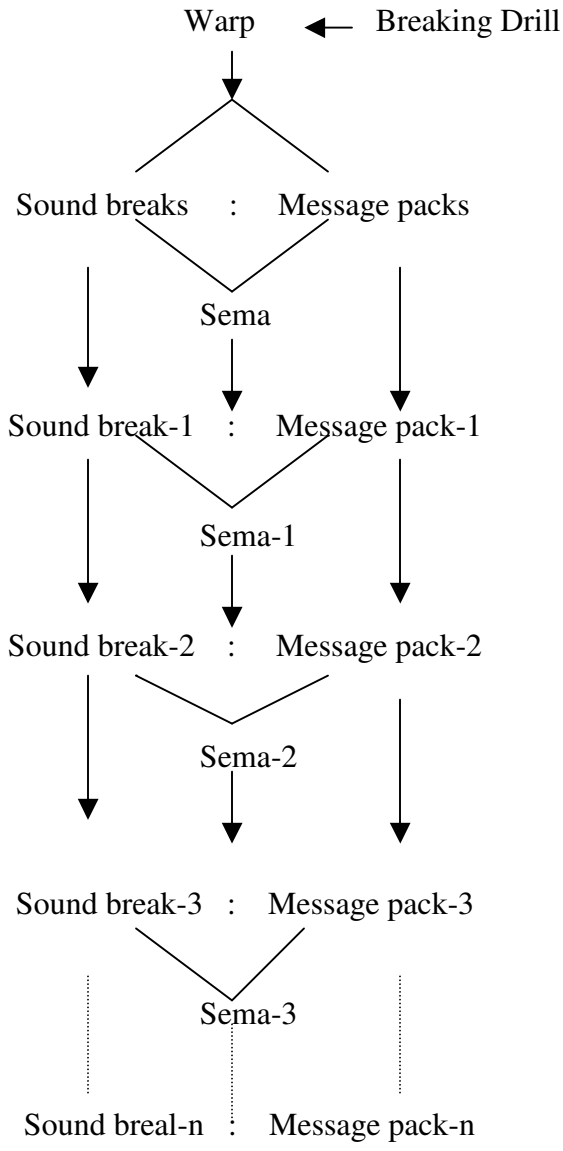 Warp Breaking Drill
Sound breaks : Message packs
Sema
Sound break-1 : Message pack-1
Sema-1
Sound break-2 : Message pack-2
Sema-2
Sound break-3 : Message pack-3
Sema-3
Sound breal-n : Message pack-n